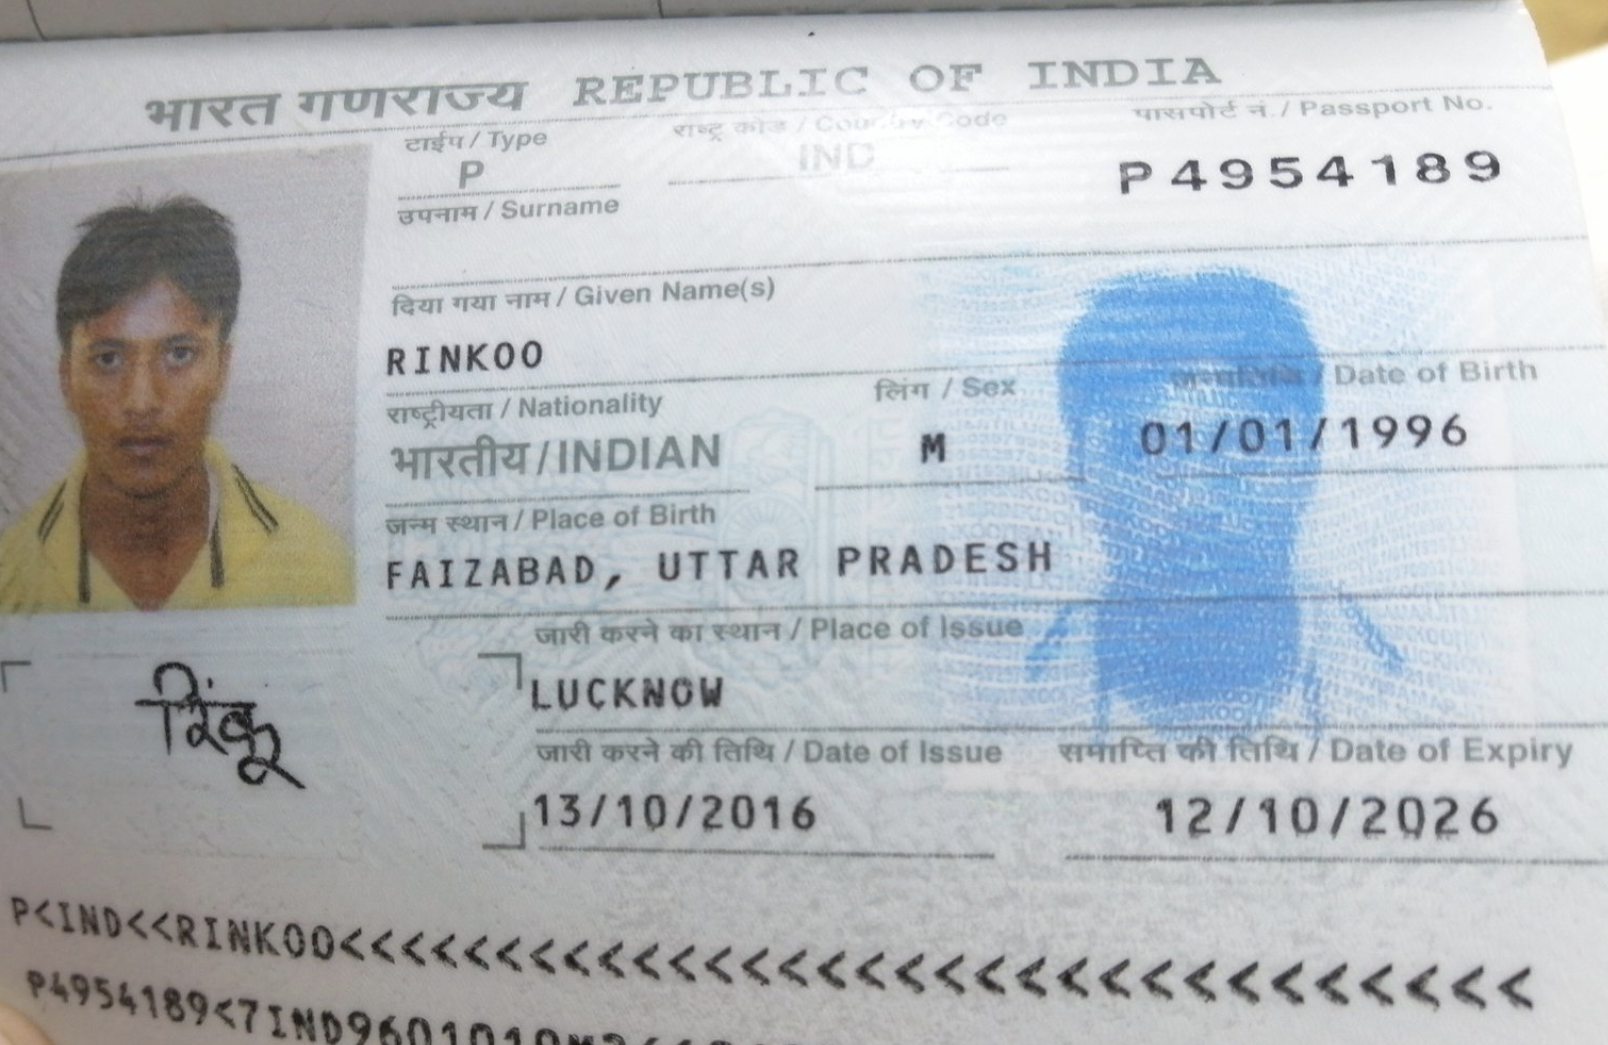 भारत गणराज्य REPUBLIC OF INDIA
टाईप / Type
राष्ट्र कोड / Country Code
पासपोर्ट नं. / Passport No.
P
IND
P4954189
उपनाम / Surname
दिया गया नाम / Given Name(s)
RINKOO
राष्ट्रीयता / Nationality
लिंग / Sex
जन्मतिथि / Date of Birth
भारतीय / INDIAN
M
01/01/1996
जन्म स्थान / Place of Birth
FAIZABAD, UTTAR PRADESH
जारी करने का स्थान / Place of Issue
LUCKNOW
रिंकू
जारी करने की तिथि / Date of Issue
समाप्ति की तिथि / Date of Expiry
13/10/2016
12/10/2026
P<IND<<RINKOO<<<<<<<<<<<<<<<<<<<<<<<<<<<<<<<
P4954189<7IND9601010M